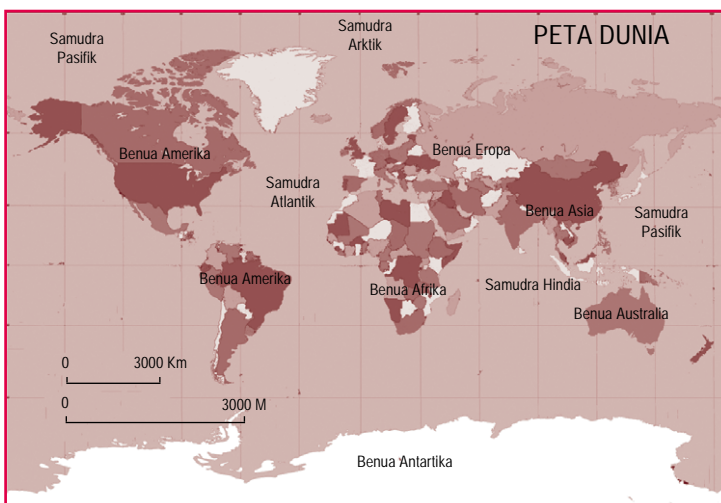 PETA DUNIA
Samudra
Pasifik
Samudra
Arktik
Benua Amerika
Benua Eropa
Samudra
Atlantik
Benua Asia
Samudra
Pasifik
Benua Amerika
Benua Afrika
Samudra Hindia
Benua Australia
0 3000 Km
0 3000 M
Benua Antartika